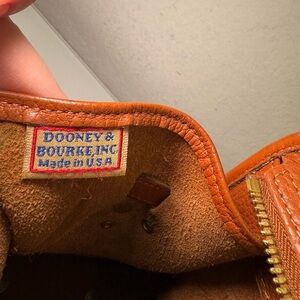 DOONEY &
BOURKE, INC
Made in U.S.A